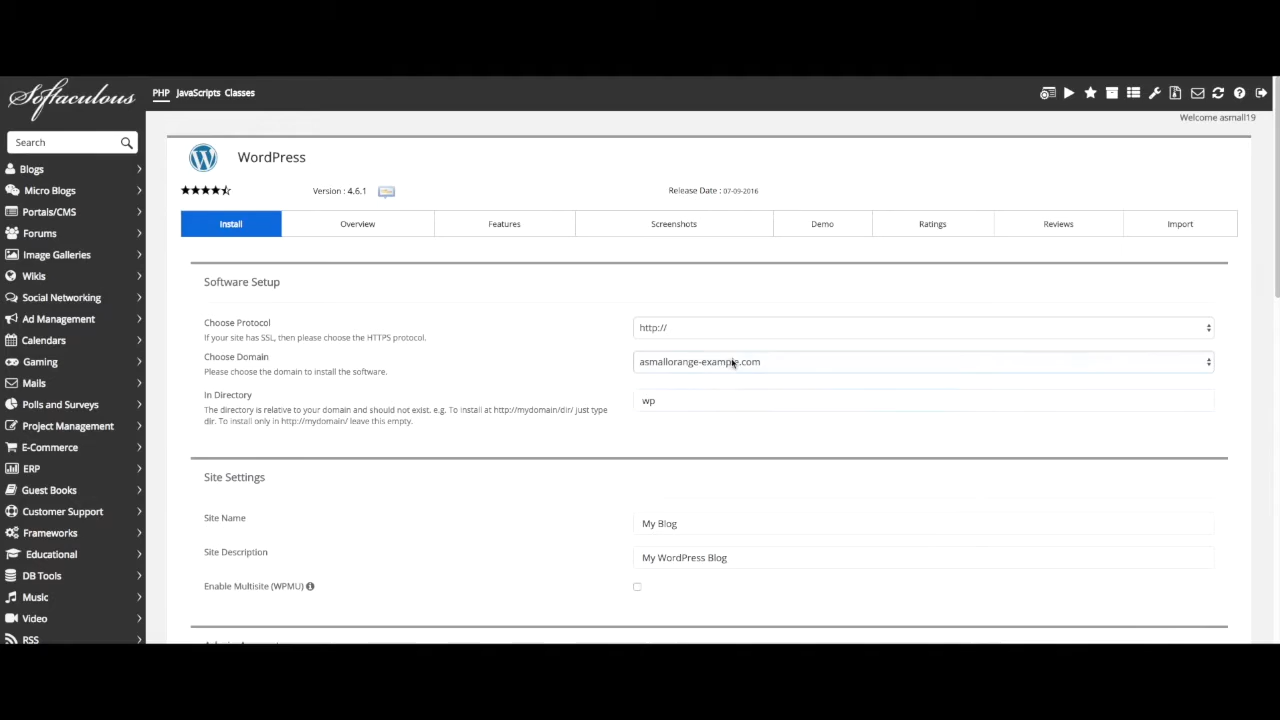 Softaculous
PHP JavaScripts Classes
Welcome asmall19
Search
Blogs
Micro Blogs
Portals/CMS
Forums
Image Galleries
Wikis
Social Networking
Ad Management
Calendars
Gaming
Mails
Polls and Surveys
Project Management
E-Commerce
ERP
Guest Books
Customer Support
Frameworks
Educational
DB Tools
Music
Video
RSS
WordPress
Version : 4.6.1
Release Date : 07-09-2016
Install Overview Features Screenshots Demo Ratings Reviews Import
Software Setup
Choose Protocol
If your site has SSL, then please choose the HTTPS protocol.
http://
Choose Domain
Please choose the domain to install the software.
asmallorange-example.com
In Directory
The directory is relative to your domain and should not exist. e.g. To install at http://mydomain/dir/ just type
dir. To install only in http://mydomain/ leave this empty.
wp
Site Settings
Site Name
My Blog
Site Description
My WordPress Blog
Enable Multisite (WPMU)